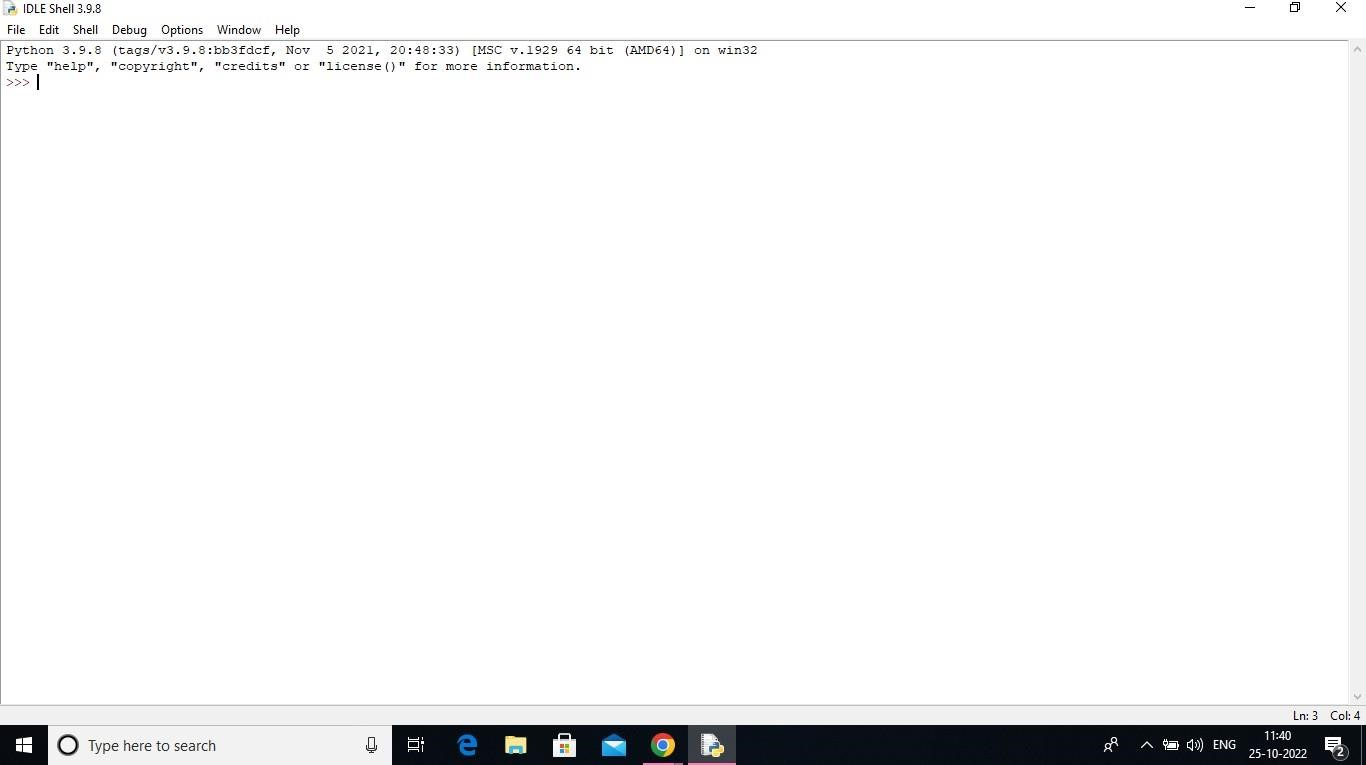 IDLE Shell 3.9.8
File Edit Shell Debug Options Window Help
Python 3.9.8 (tags/v3.9.8:bb3fdcf, Nov  5 2021, 20:48:33) [MSC v.1929 64 bit (AMD64)] on win32
Type "help", "copyright", "credits" or "license()" for more information.
>>>
Ln: 3 Col: 4
Type here to search
ENG
11:40
25-10-2022
2